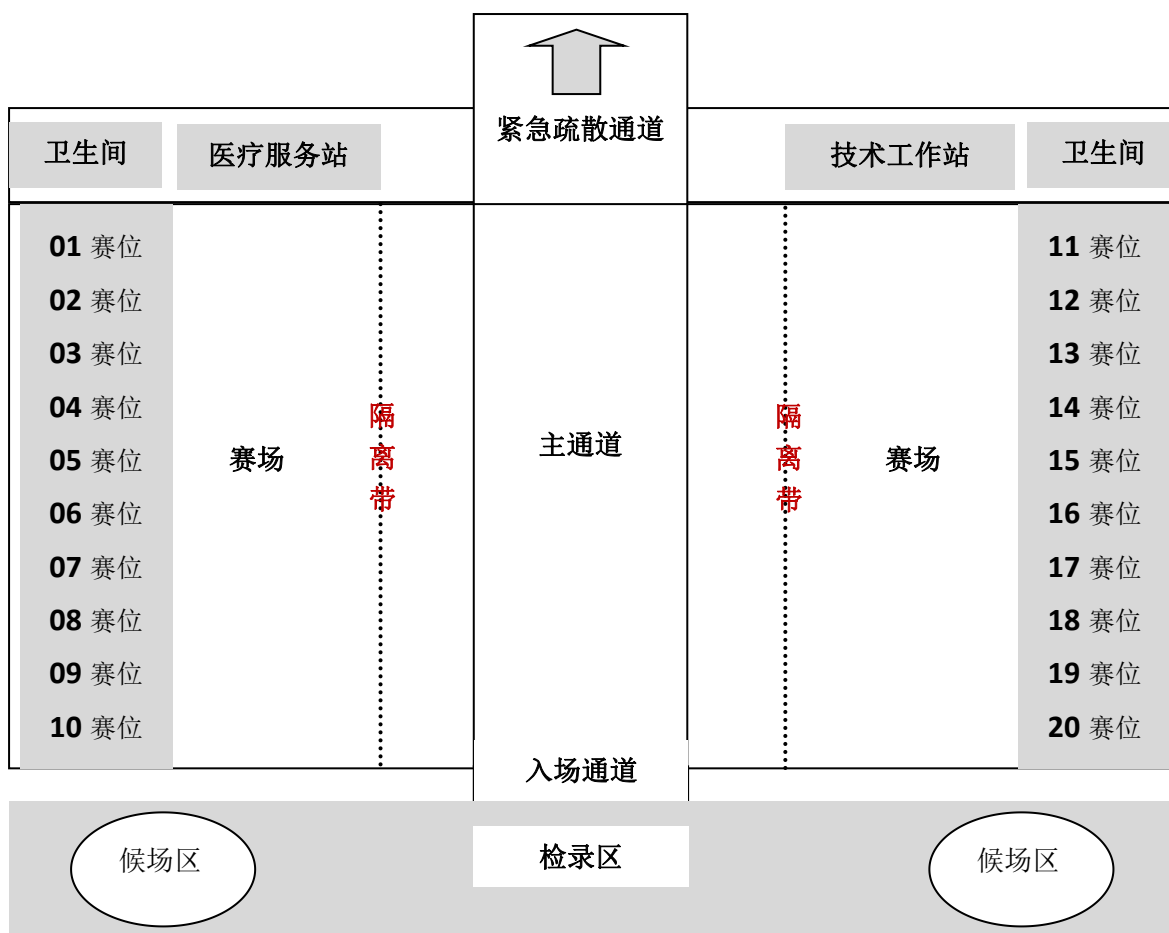 紧急疏散通道
卫生间
医疗服务站
技术工作站
卫生间
01 赛位
02 赛位
03 赛位
04 赛位
05 赛位
06 赛位
07 赛位
08 赛位
09 赛位
10 赛位
赛场
隔
离
带
主通道
隔
离
带
赛场
11 赛位
12 赛位
13 赛位
14 赛位
15 赛位
16 赛位
17 赛位
18 赛位
19 赛位
20 赛位
入场通道
候场区
检录区
候场区